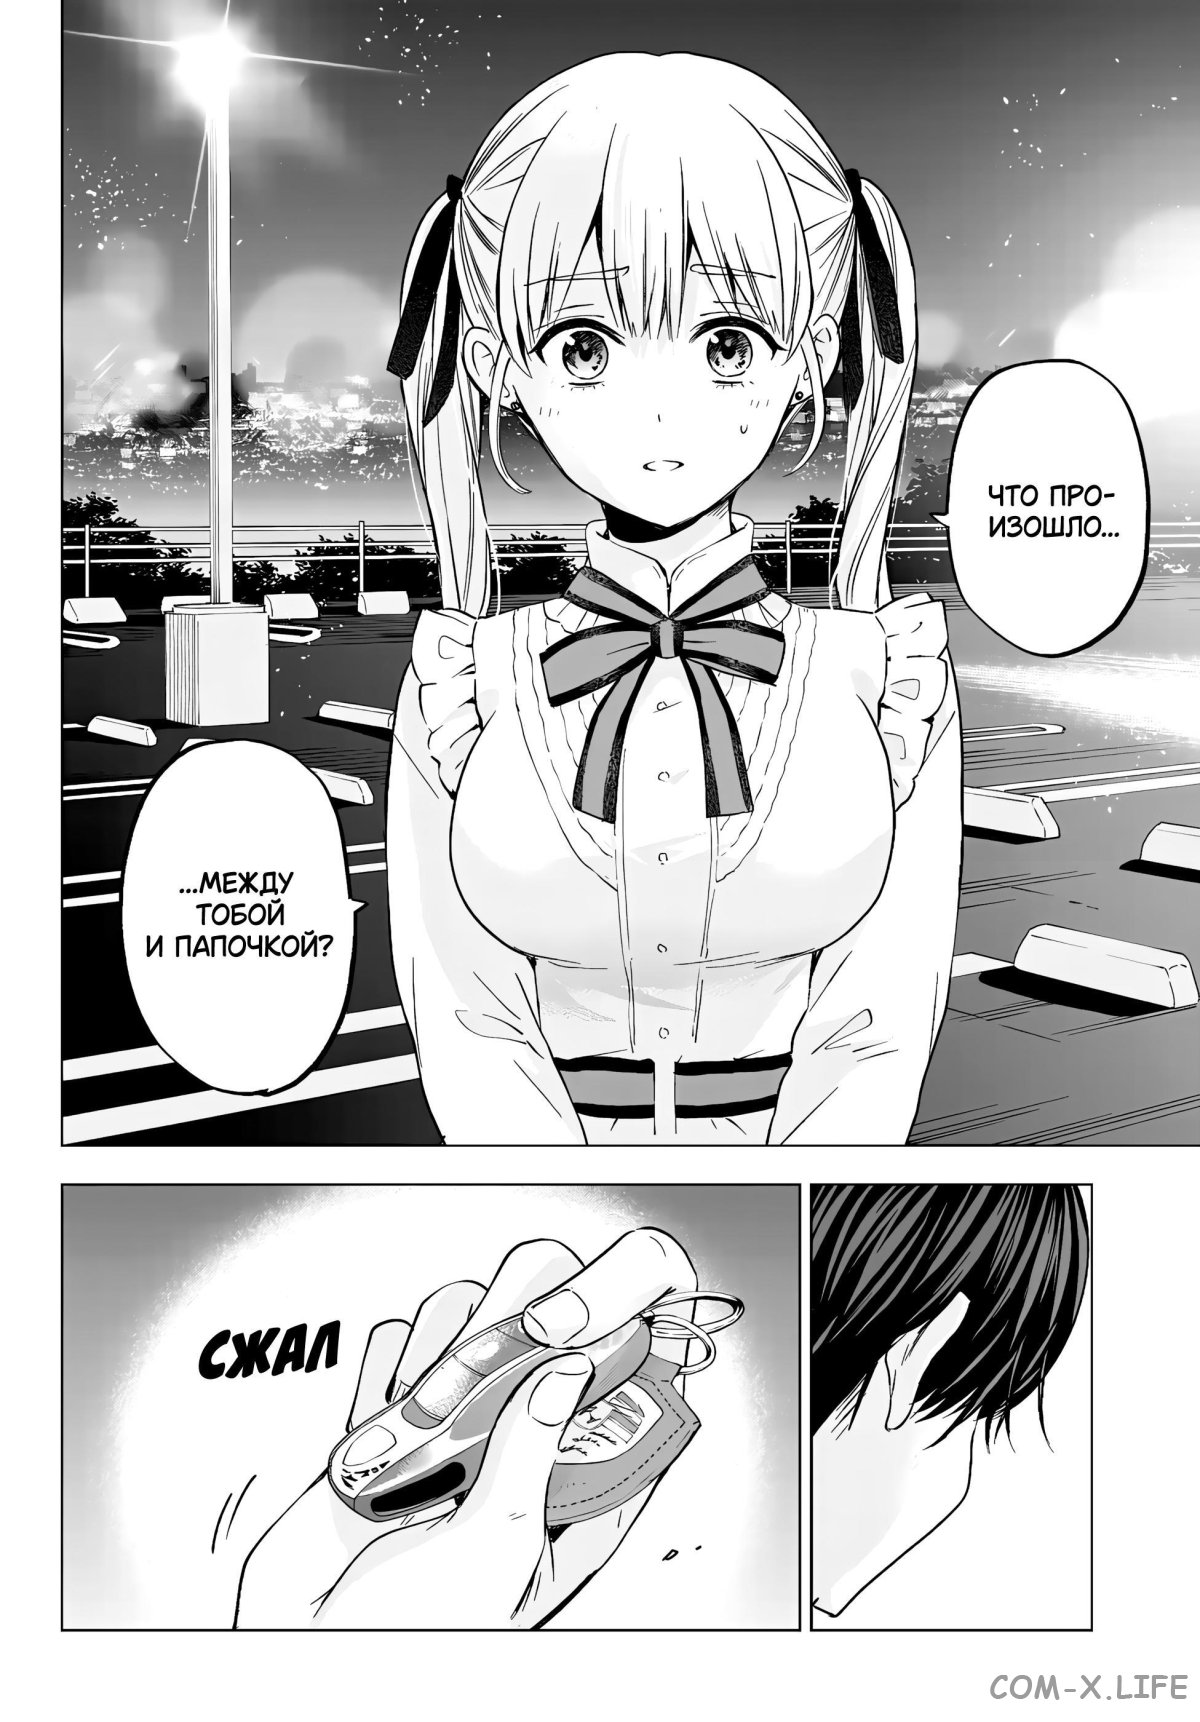 ЧТО ПРО-
ИЗОШЛО...
...МЕЖДУ
ТОБОЙ
И ПАПОЧКОЙ?
СЖАЛ
COM-X.LIFE